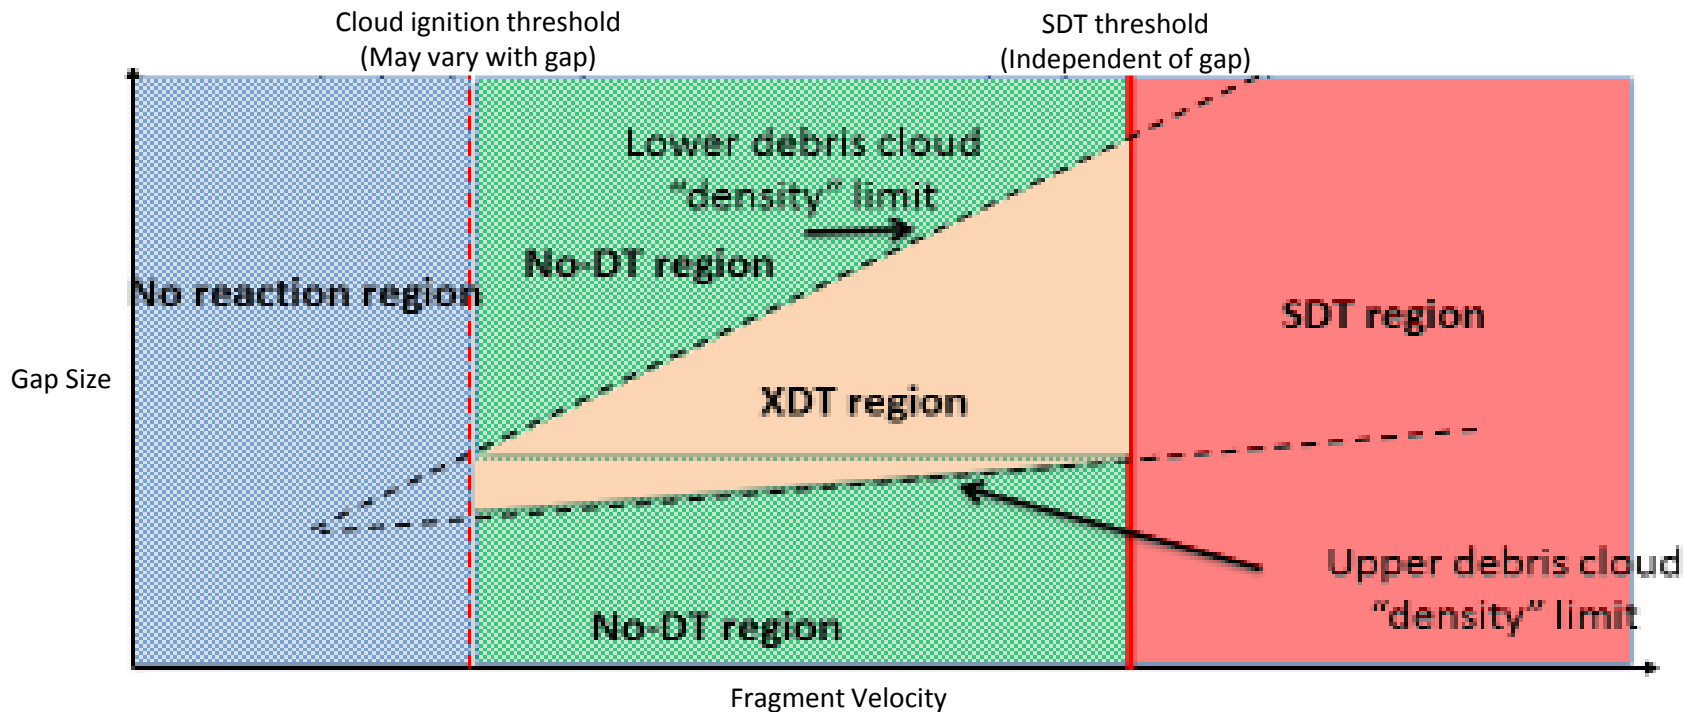 Cloud ignition threshold
(May vary with gap)
SDT threshold
(Independent of gap)
Lower debris cloud
“density” limit
No-DT region
No reaction region
SDT region
Gap Size
XDT region
Upper debris cloud
“density” limit
No-DT region
Fragment Velocity